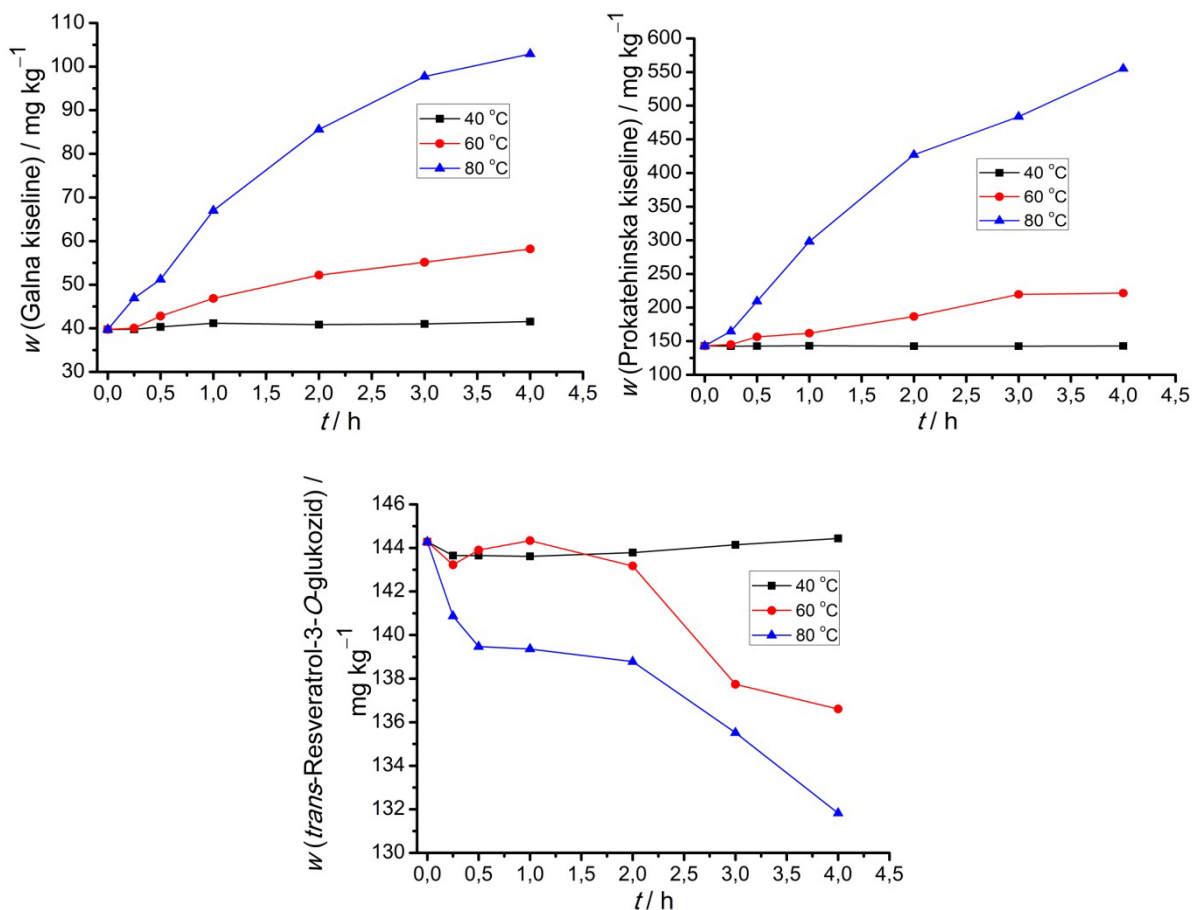 w (Galna kiseline) / mg kg⁻¹
110
100
90
80
70
60
50
40
30
0,0 0,5 1,0 1,5 2,0 2,5 3,0 3,5 4,0 4,5
t / h
40 °C
60 °C
80 °C
w (Prokatehinska kiseline) / mg kg⁻¹
600
550
500
450
400
350
300
250
200
150
100
0,0 0,5 1,0 1,5 2,0 2,5 3,0 3,5 4,0 4,5
t / h
40 °C
60 °C
80 °C
w (trans-Resveratrol-3-O-glukozid) /
mg kg⁻¹
146
144
142
140
138
136
134
132
130
0,0 0,5 1,0 1,5 2,0 2,5 3,0 3,5 4,0 4,5
t / h
40 °C
60 °C
80 °C